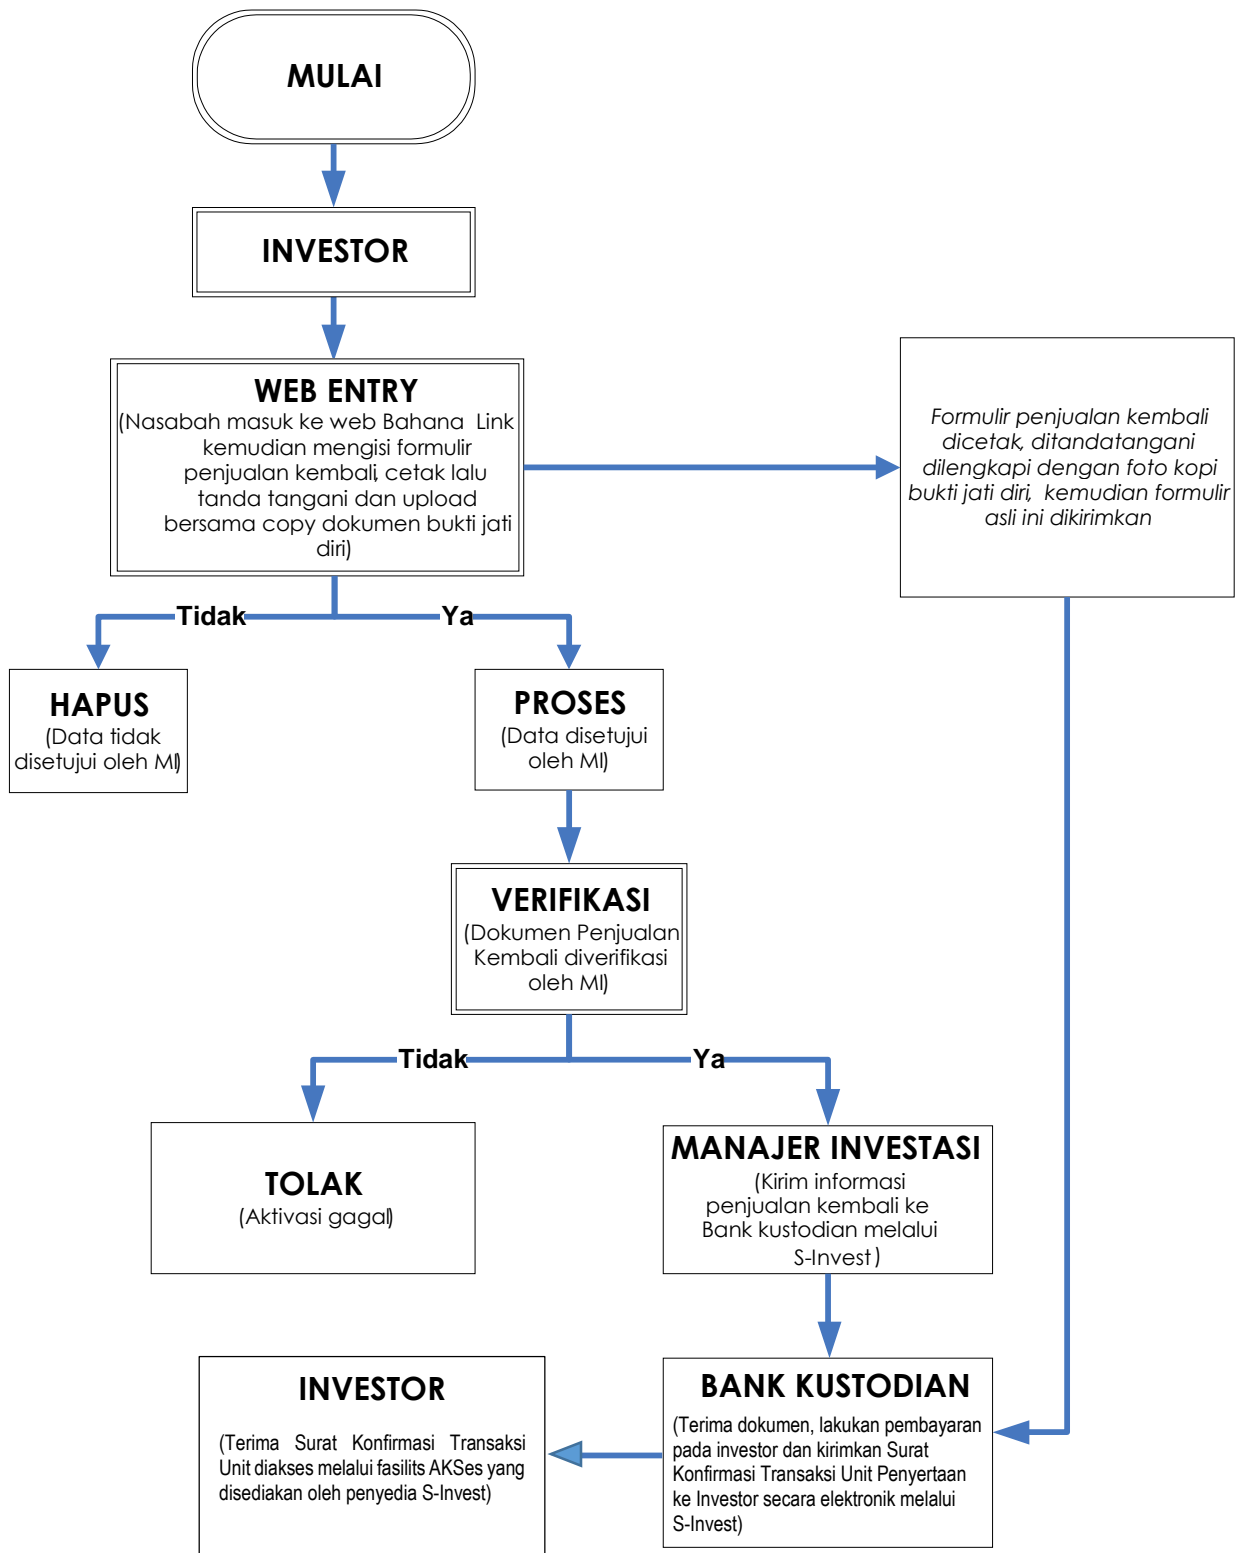 MULAI
INVESTOR
WEB ENTRY
(Nasabah masuk ke web Bahana Link
kemudian mengisi formulir
penjualan kembali, cetak lalu
tanda tangani dan upload
bersama copy dokumen bukti jati
diri)
Formulir penjualan kembali
dicetak, ditandatangani
dilengkapi dengan foto kopi
bukti jati diri, kemudian formulir
asli ini dikirimkan
Tidak
Ya
HAPUS
(Data tidak
disetujui oleh MI)
PROSES
(Data disetujui
oleh MI)
VERIFIKASI
(Dokumen Penjualan
Kembali diverifikasi
oleh MI)
Tidak
Ya
TOLAK
(Aktivasi gagal)
MANAJER INVESTASI
(Kirim informasi
penjualan kembali ke
Bank kustodian melalui
S-Invest)
INVESTOR
(Terima Surat Konfirmasi Transaksi
Unit diakses melalui fasilits AKSes yang
disediakan oleh penyedia S-Invest)
BANK KUSTODIAN
(Terima dokumen, lakukan pembayaran
pada investor dan kirimkan Surat
Konfirmasi Transaksi Unit Penyertaan
ke Investor secara elektronik melalui
S-Invest)